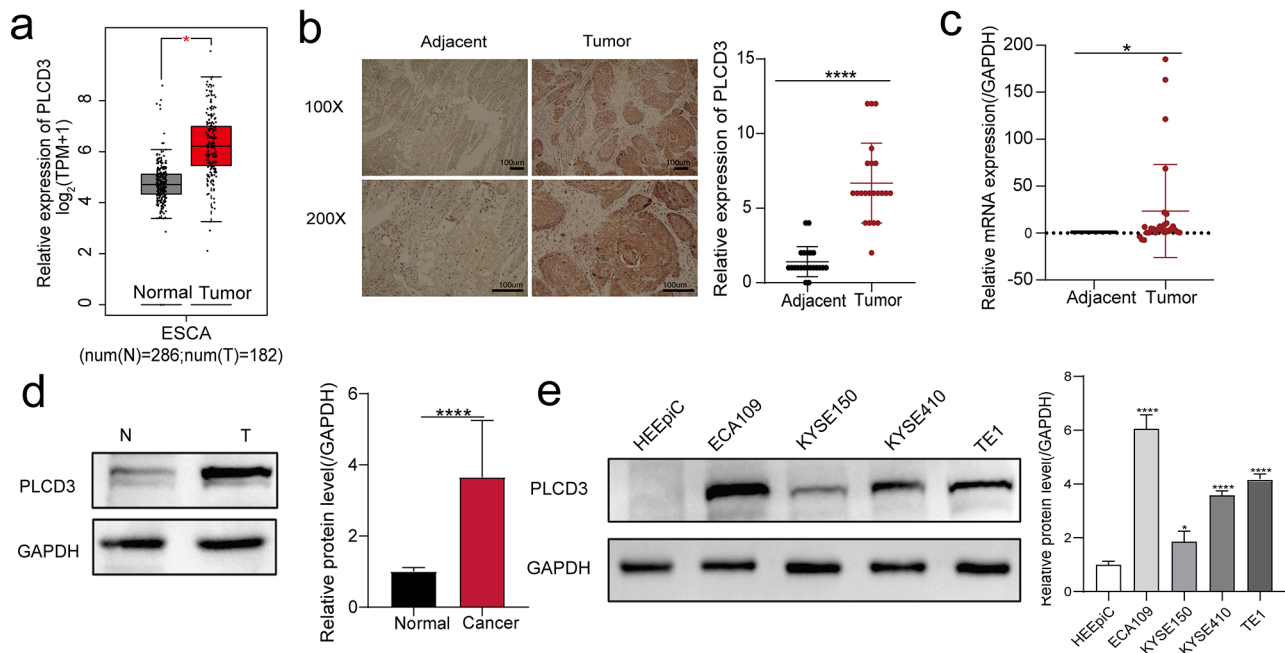 a
Relative expression of PLCD3
log2(TPM+1)
8
6
4
2
0
*
Normal Tumor
ESCA
(num(N)=286;num(T)=182)
b
Adjacent Tumor
100X
200X
100um
100um
100um
100um
Relative expression of PLCD3
15
10
5
0
****
Adjacent Tumor
c
Relative mRNA expression(/GAPDH)
200
150
100
50
0
-50
*
Adjacent Tumor
d
N T
PLCD3
GAPDH
Relative protein level(/GAPDH)
6
4
2
0
****
Normal Cancer
e
HEEpiC ECA109 KYSE150 KYSE410 TE1
PLCD3
GAPDH
Relative protein level(/GAPDH)
8
6
4
2
0
****
*
****
****
HEEpiC ECA109 KYSE150 KYSE410 TE1